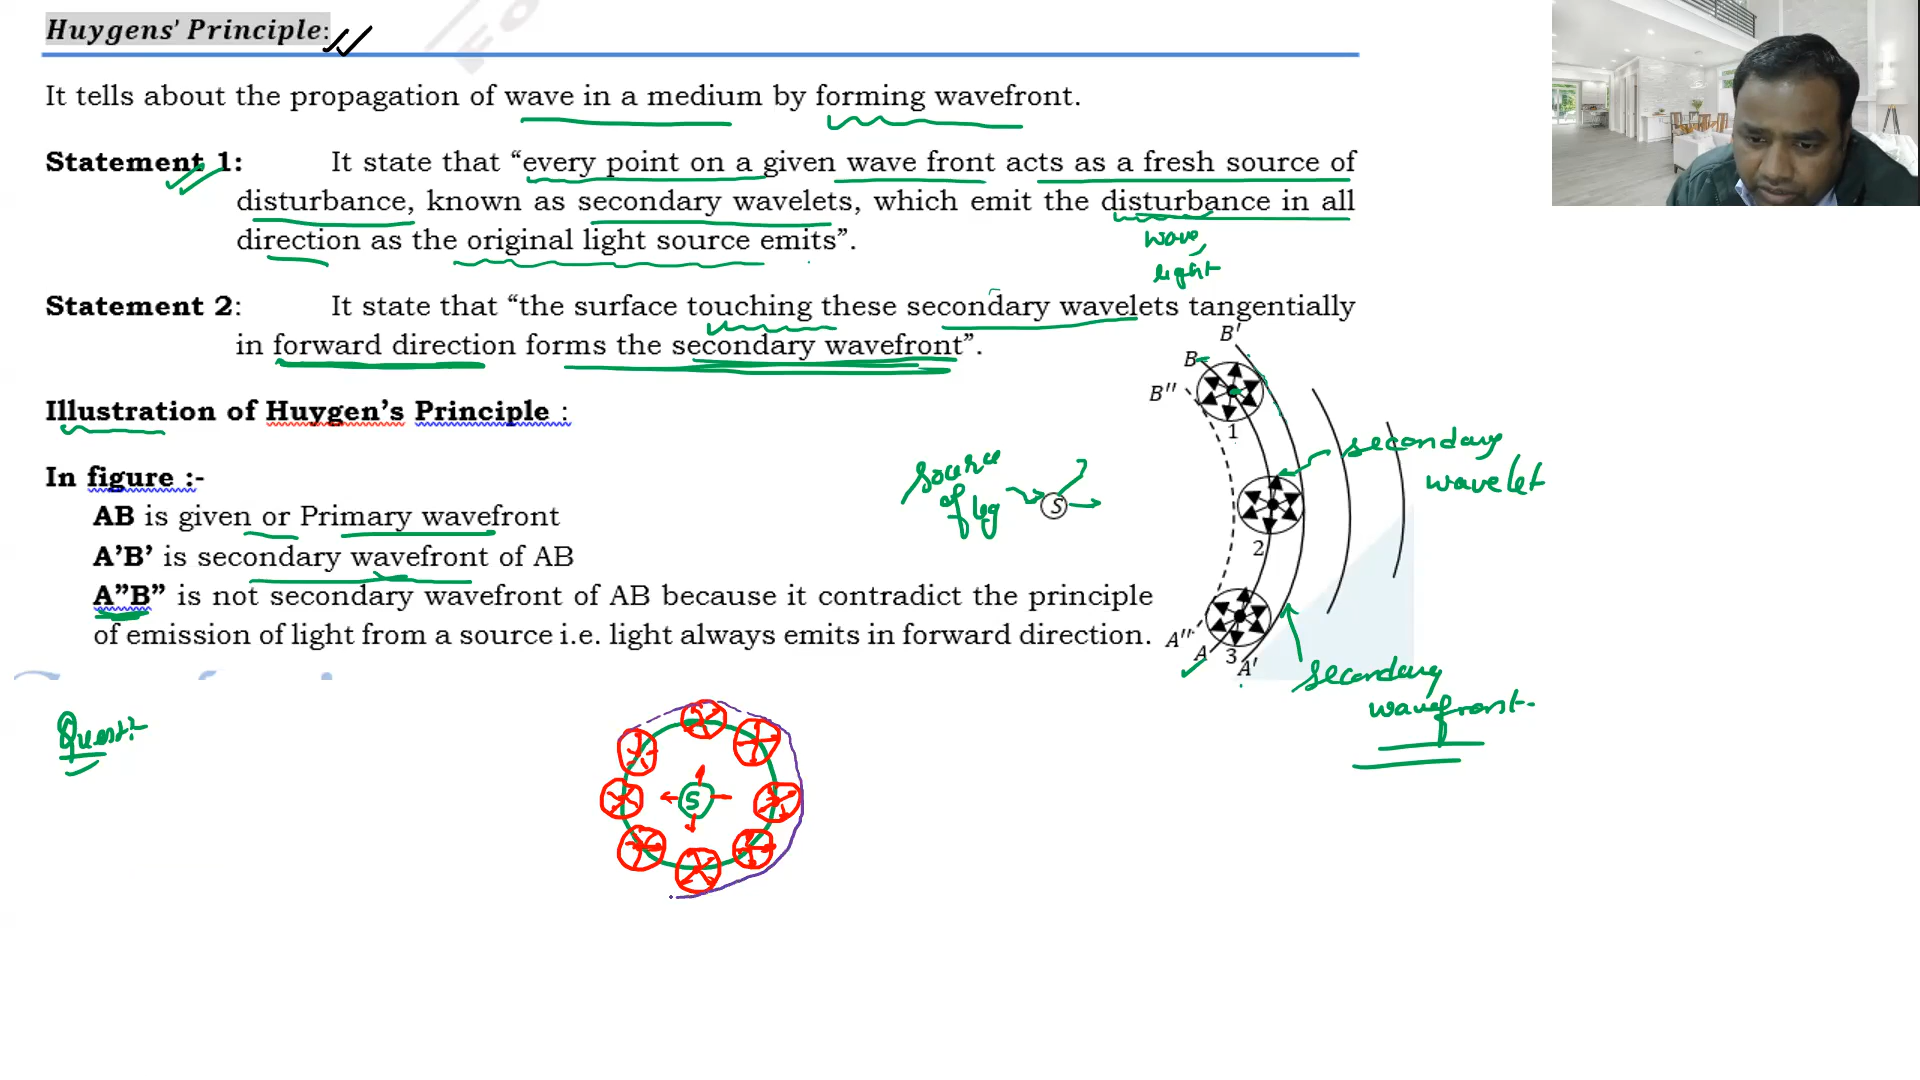 Huygens' Principle:
It tells about the propagation of wave in a medium by forming wavefront.
Statement 1: It state that “every point on a given wave front acts as a fresh source of
disturbance, known as secondary wavelets, which emit the disturbance in all
direction as the original light source emits”.
wave,
light
Statement 2: It state that “the surface touching these secondary wavelets tangentially
in forward direction forms the secondary wavefront”.
B'
B
B''
1
Illustration of Huygen’s Principle :
secondary
wavelet
source
of
S
In figure :-
AB is given or Primary wavefront
2
A’B’ is secondary wavefront of AB
A”B” is not secondary wavefront of AB because it contradict the principle
of emission of light from a source i.e. light always emits in forward direction.
A''
A
3
A'
secondary
wavefront-
Quest:
S